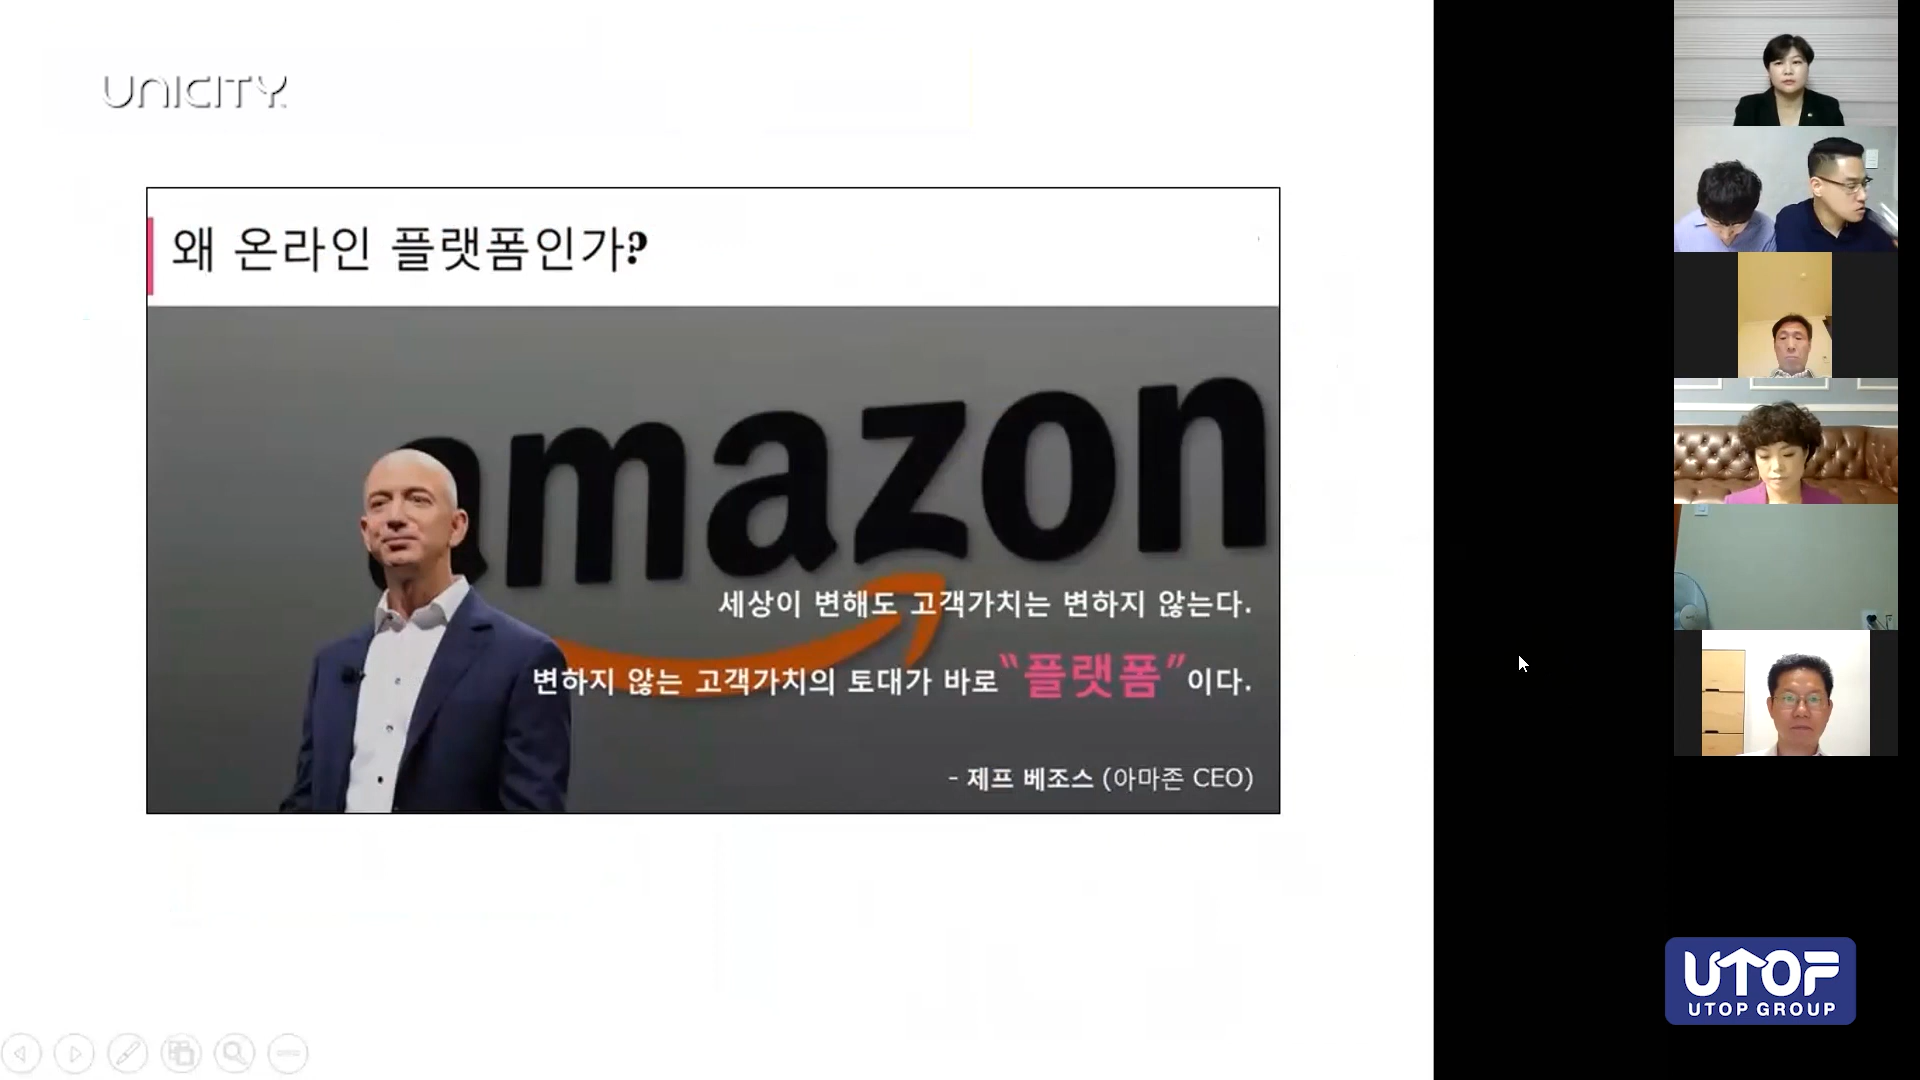 UNICITY
왜 온라인 플랫폼인가?
amazon
세상이 변해도 고객가치는 변하지 않는다.
변하지 않는 고객가치의 토대가 바로 “플랫폼”이다.
- 제프 베조스 (아마존 CEO)
UTOP
UTOP GROUP